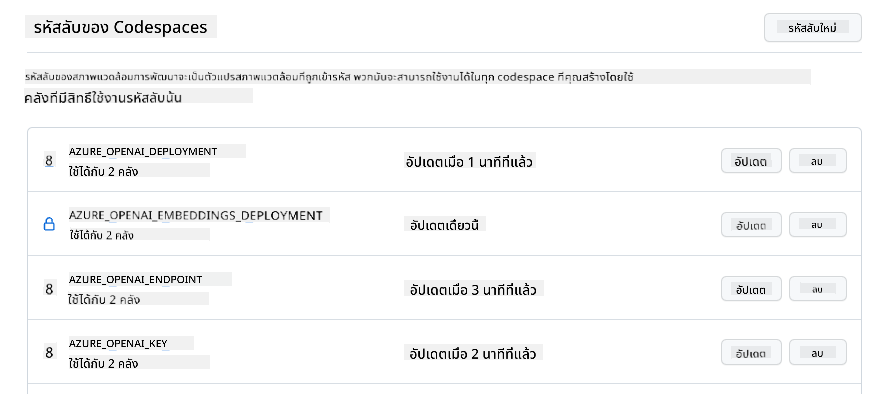 รหัสลับของ Codespaces
รหัสลับใหม่
รหัสลับของสภาพแวดล้อมการพัฒนาจะเป็นตัวแปรสภาพแวดล้อมที่ถูกเข้ารหัส พวกมันจะสามารถใช้งานได้ในทุก codespace ที่คุณสร้างโดยใช้
คลังที่มีสิทธิ์ใช้งานรหัสลับนั้น
8 AZURE_OPENAI_DEPLOYMENT
ใช้ได้กับ 2 คลัง
อัปเดตเมื่อ 1 นาทีที่แล้ว
อัปเดต
ลบ
AZURE_OPENAI_EMBEDDINGS_DEPLOYMENT
ใช้ได้กับ 2 คลัง
อัปเดตเดี๋ยวนี้
อัปเดต
ลบ
8 AZURE_OPENAI_ENDPOINT
ใช้ได้กับ 2 คลัง
อัปเดตเมื่อ 3 นาทีที่แล้ว
อัปเดต
ลบ
8 AZURE_OPENAI_KEY
ใช้ได้กับ 2 คลัง
อัปเดตเมื่อ 2 นาทีที่แล้ว
อัปเดต
ลบ